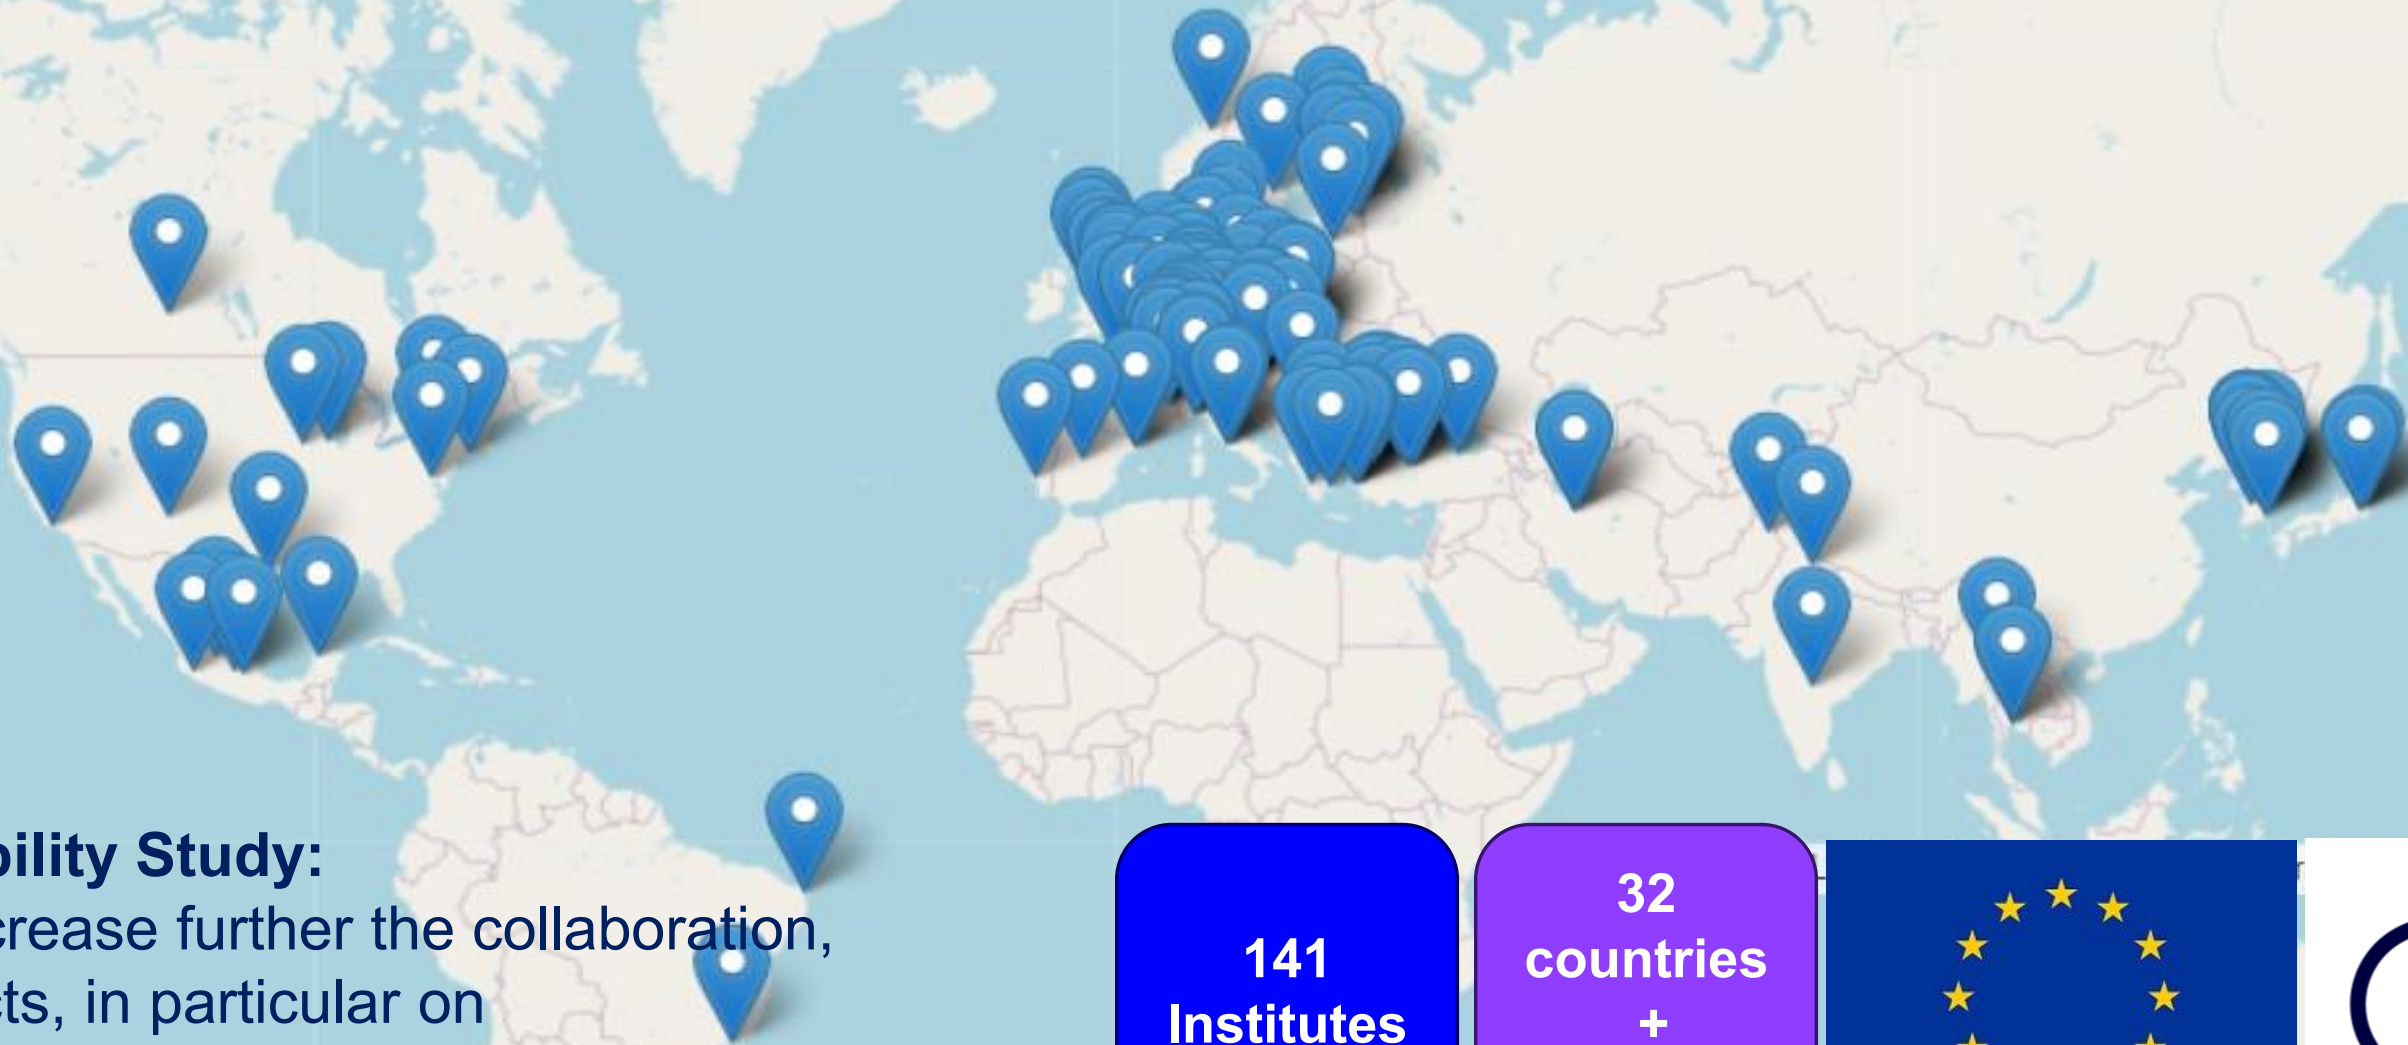 bility Study:
crease further the collaboration,
cts, in particular on
141
Institutes
32
countries
+